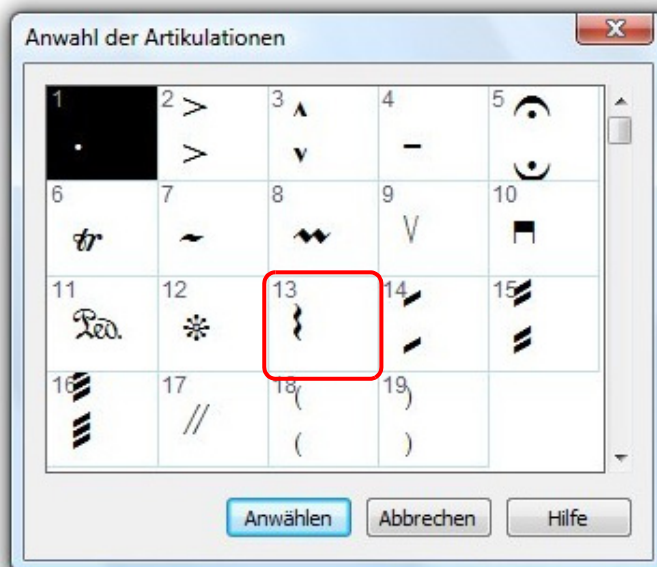 Anwahl der Artikulationen
1 2 > 3 ʌ 4 – 5
> v
6 tr 7 8 9 V 10
11 Ped. 12 13 14 15
16 17 // 18 ( 19 )
( )
Anwählen Abbrechen Hilfe